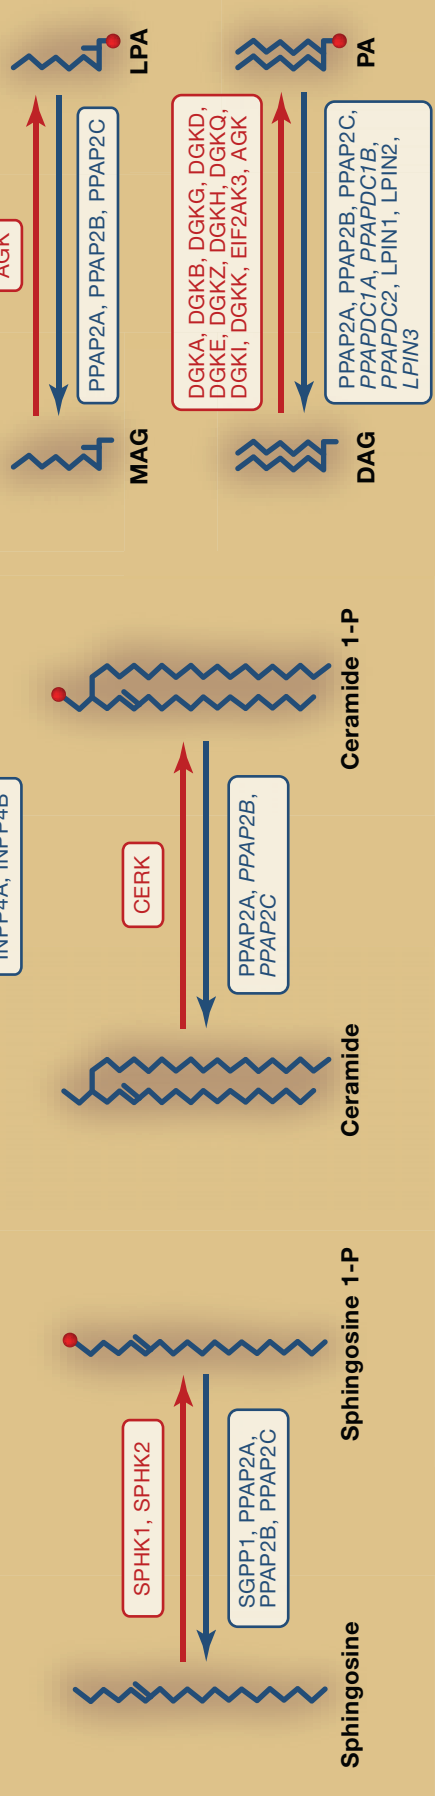 Sphingosine
SPHK1, SPHK2
SGPP1, PPAP2A,
PPAP2B, PPAP2C
Sphingosine 1-P
Ceramide
CERK
PPAP2A, PPAP2B,
PPAP2C
Ceramide 1-P
INPP4A, INPP4B
MAG
AGK
PPAP2A, PPAP2B, PPAP2C
LPA
DAG
DGKA, DGKB, DGKG, DGKD,
DGKE, DGKZ, DGKH, DGKQ,
DGKI, DGKK, EIF2AK3, AGK
PPAP2A, PPAP2B, PPAP2C,
PPAPDC1A, PPAPDC1B,
PPAPDC2, LPIN1, LPIN2,
LPIN3
PA